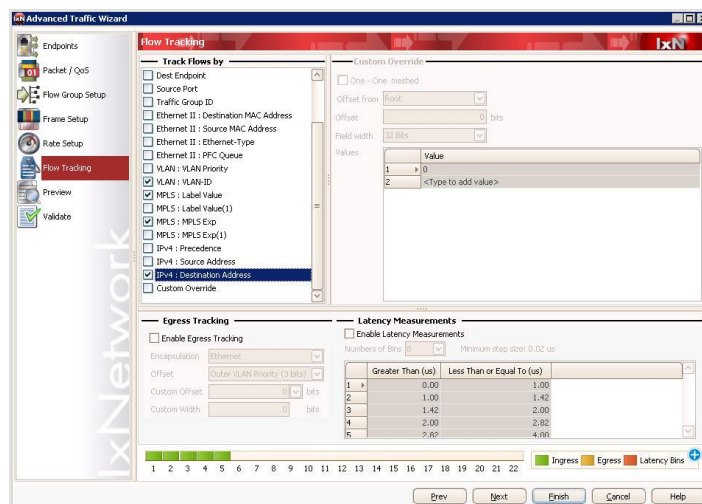 IxN Advanced Traffic Wizard
Endpoints
Packet / QoS
Flow Group Setup
Frame Setup
Rate Setup
Flow Tracking
Preview
Validate
IxNetwork
Flow Tracking
IxN
Track Flows by
Dest Endpoint
Source Port
Traffic Group ID
Ethernet II : Destination MAC Address
Ethernet II : Source MAC Address
Ethernet II : Ethernet-Type
Ethernet II : PFC Queue
VLAN : VLAN Priority
VLAN : VLAN-ID
MPLS : Label Value
MPLS : Label Value(1)
MPLS : MPLS Exp
MPLS : MPLS Exp(1)
IPv4 : Precedence
IPv4 : Source Address
IPv4 : Destination Address
Custom Override
Custom Override
One - One meshed
Offset from Root
Offset 0 bits
Field width 32 Bits
Values
Value
1 0
2 <Type to add value>
Egress Tracking
Enable Egress Tracking
Encapsulation Ethernet
Offset Outer VLAN Priority (3 bits)
Custom Offset 0 bits
Custom Width 0 bits
Latency Measurements
Enable Latency Measurements
Numbers of Bins 8 Minimum step size: 0.02 us
Greater Than (us) Less Than or Equal To (us)
1 0.00 1.00
2 1.00 1.42
3 1.42 2.00
4 2.00 2.82
5 2.82 4.00
1 2 3 4 5 6 7 8 9 10 11 12 13 14 15 16 17 18 19 20 21 22
Ingress Egress Latency Bins
Prev Next Finish Cancel Help